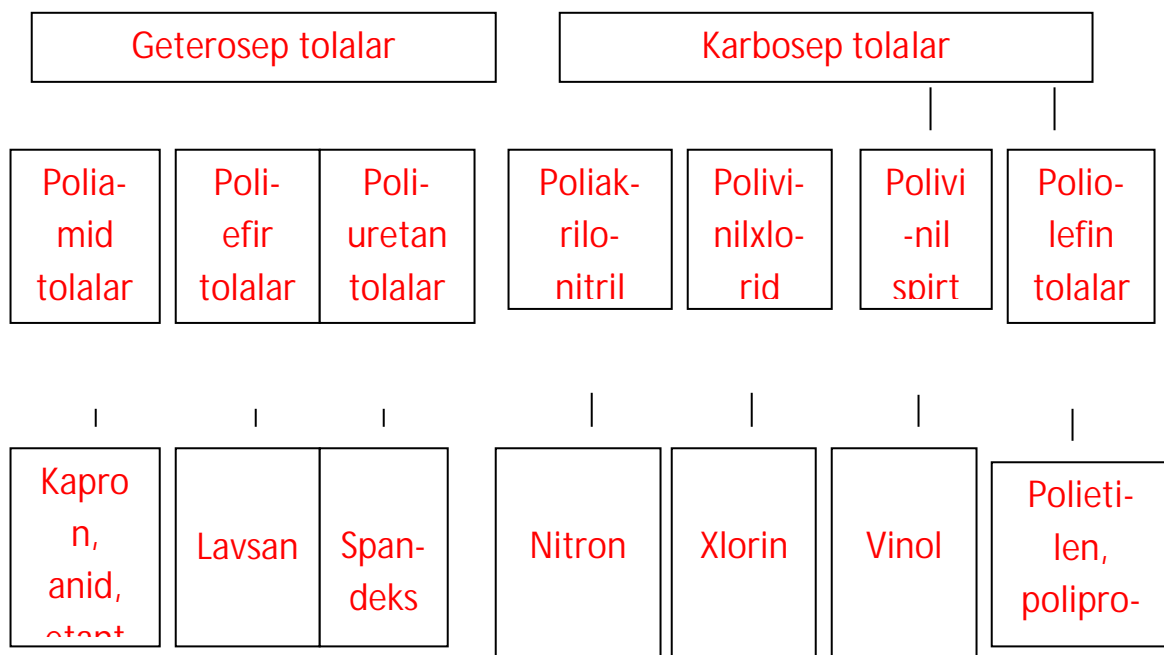 Geterosep tolalar
Karbosep tolalar
Polia-
mid
tolalar
Poli-
efir
tolalar
Poli-
uretan
tolalar
Poliak-
rilo-
nitril
Polivi-
nilxlo-
rid
Polivi
-nil
spirt
Polio-
lefin
tolalar
Kapro
n,
anid,
Lavsan
Span-
deks
Nitron
Xlorin
Vinol
Polieti-
len,
polipro-